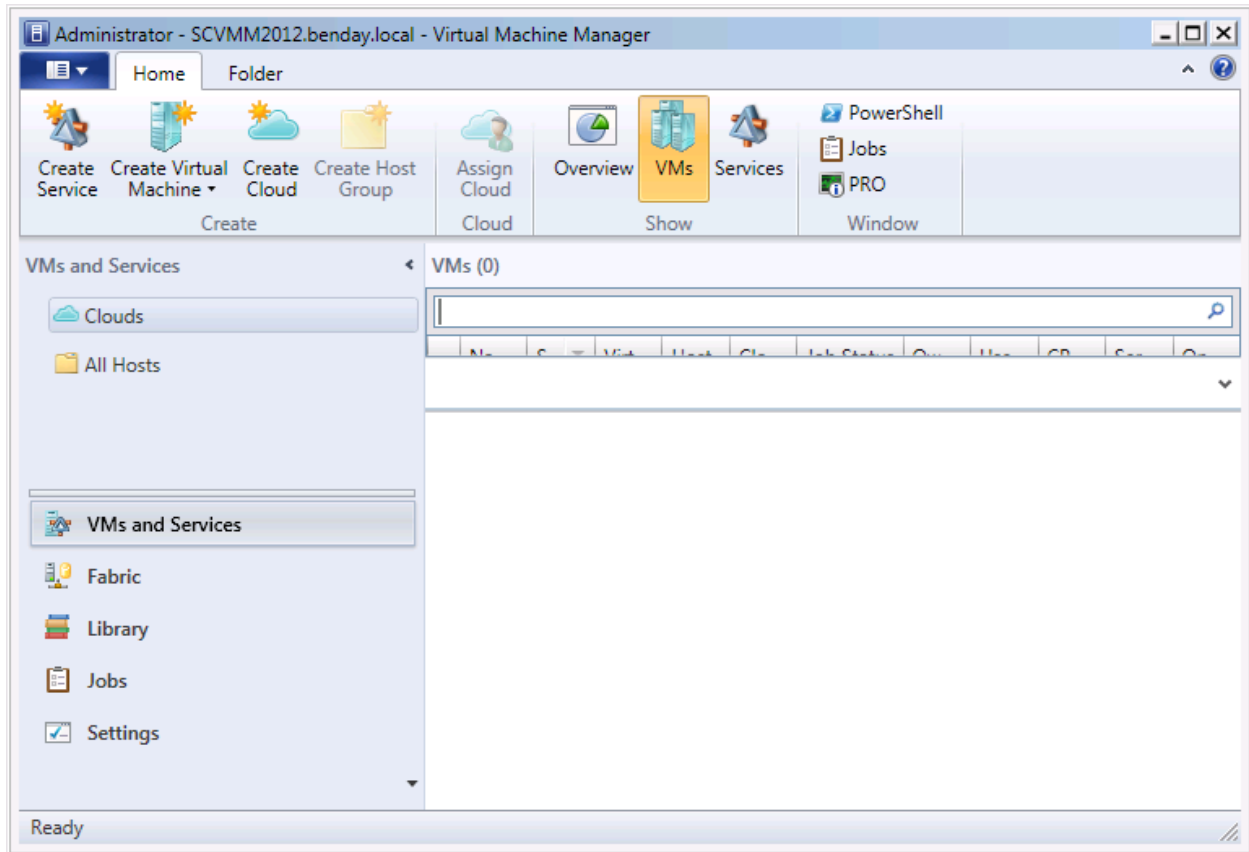 Administrator - SCVMM2012.benday.local - Virtual Machine Manager
Home Folder
Create Service
Create Virtual Machine
Create Cloud
Create Host Group
Create
Assign Cloud
Cloud
Overview
VMs
Services
Show
PowerShell
Jobs
PRO
Window
VMs and Services
VMs (0)
Clouds
All Hosts
Job Status
VMs and Services
Fabric
Library
Jobs
Settings
Ready